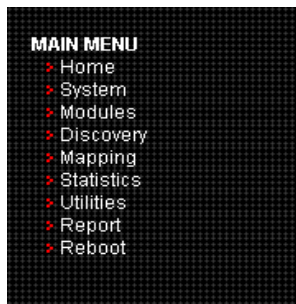 MAIN MENU
> Home
> System
> Modules
> Discovery
> Mapping
> Statistics
> Utilities
> Report
> Reboot